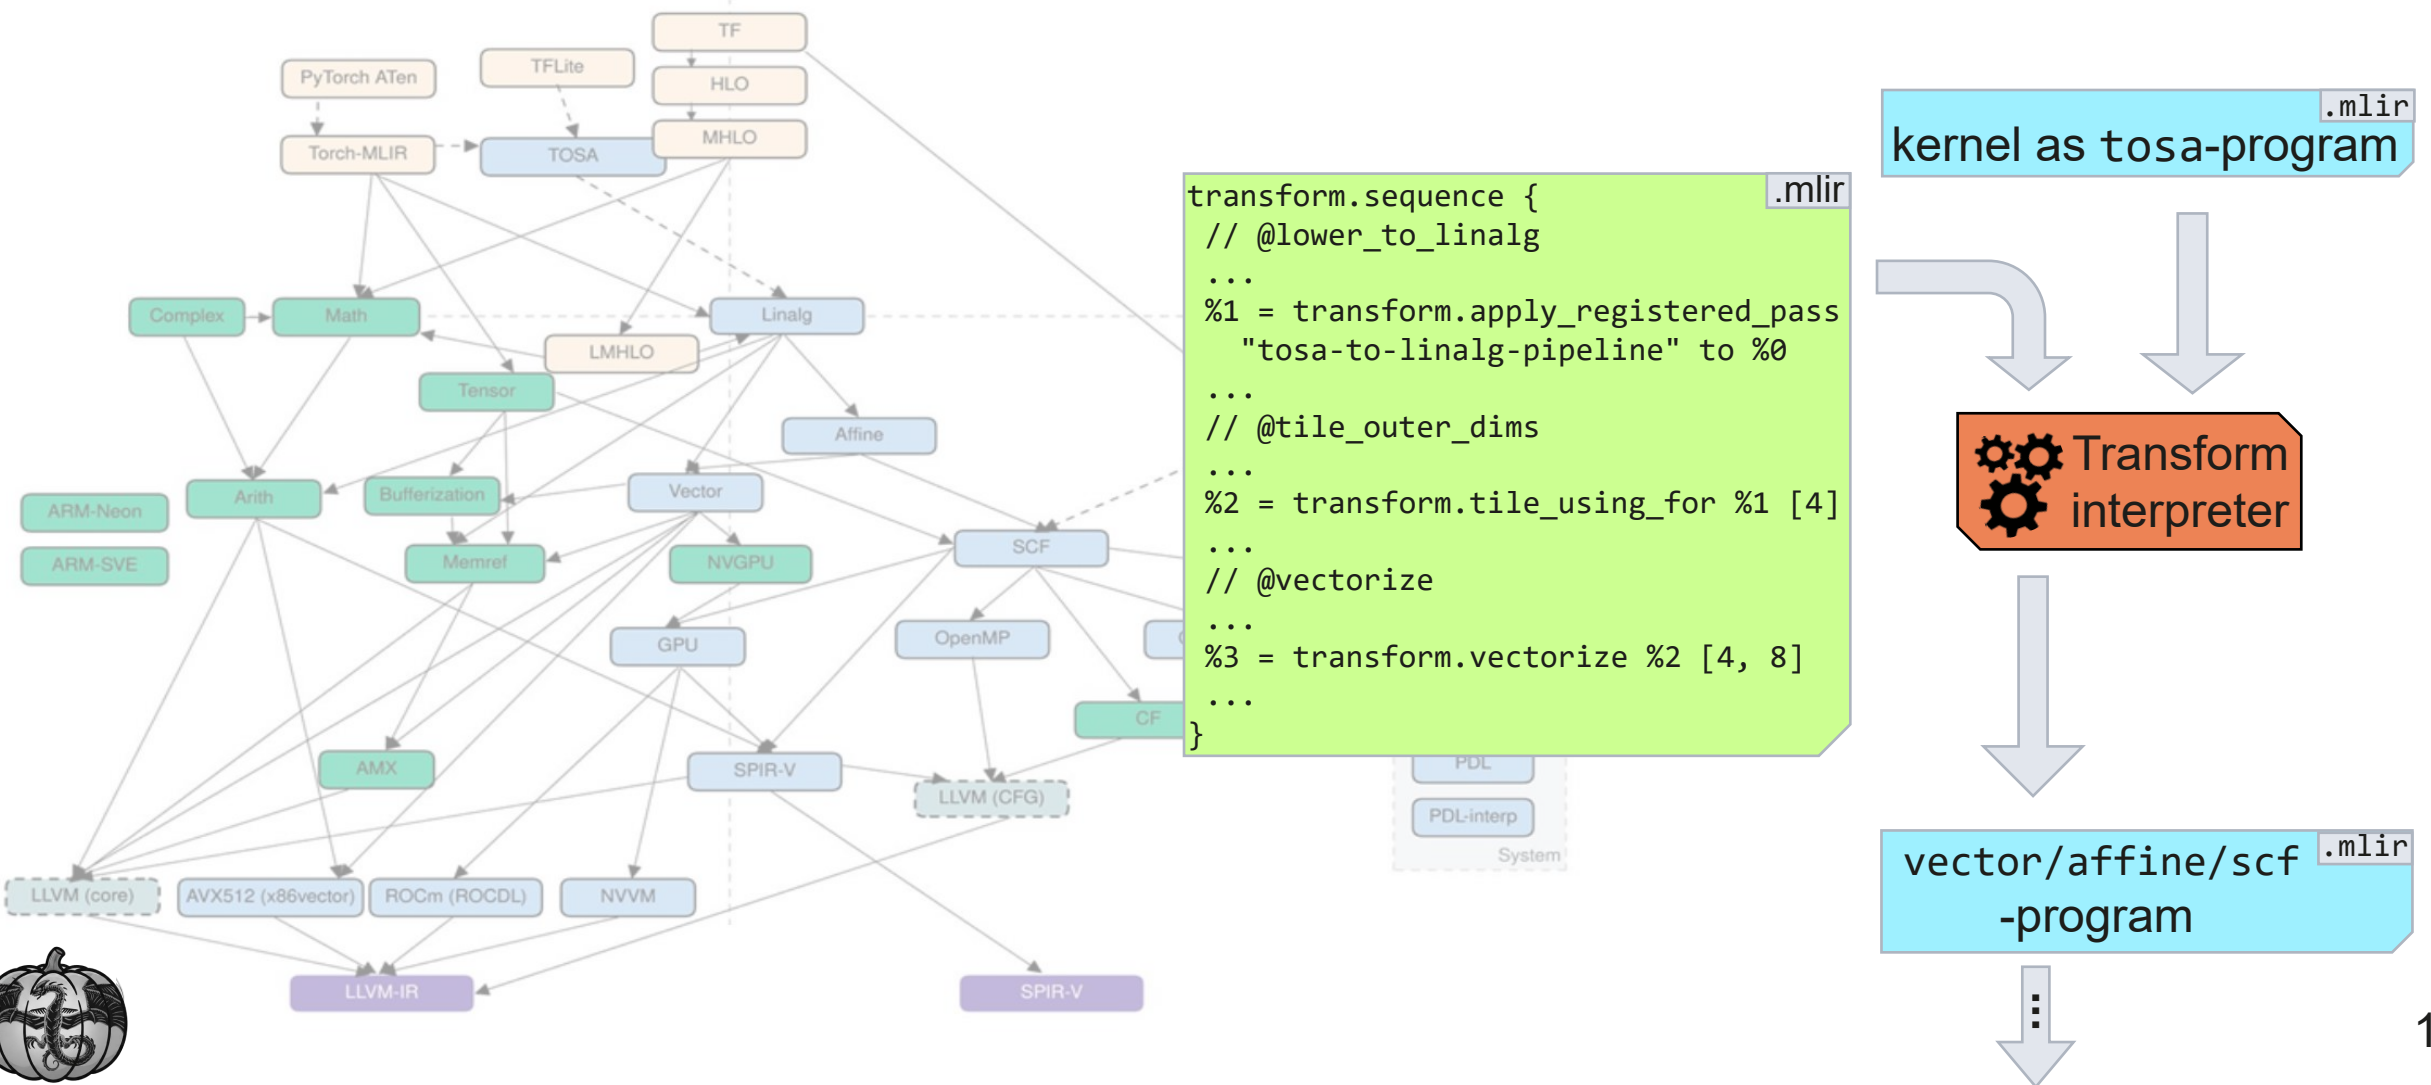 TF
PyTorch ATen
TFLite
HLO
Torch-MLIR
TOSA
MHLO
Complex
Math
Linalg
LMHLO
Tensor
Affine
ARM-Neon
Arith
Bufferization
Vector
ARM-SVE
Memref
NVGPU
SCF
GPU
OpenMP
CF
AMX
SPIR-V
LLVM (CFG)
PDL
PDL-interp
System
LLVM (core)
AVX512 (x86vector)
ROCm (ROCDL)
NVVM
LLVM-IR
SPIR-V
.mlir
transform.sequence {
// @lower_to_linalg
...
%1 = transform.apply_registered_pass
"tosa-to-linalg-pipeline" to %0
...
// @tile_outer_dims
...
%2 = transform.tile_using_for %1 [4]
...
// @vectorize
...
%3 = transform.vectorize %2 [4, 8]
...
}
.mlir
kernel as tosa-program
Transform
interpreter
.mlir
vector/affine/scf
-program
...
1